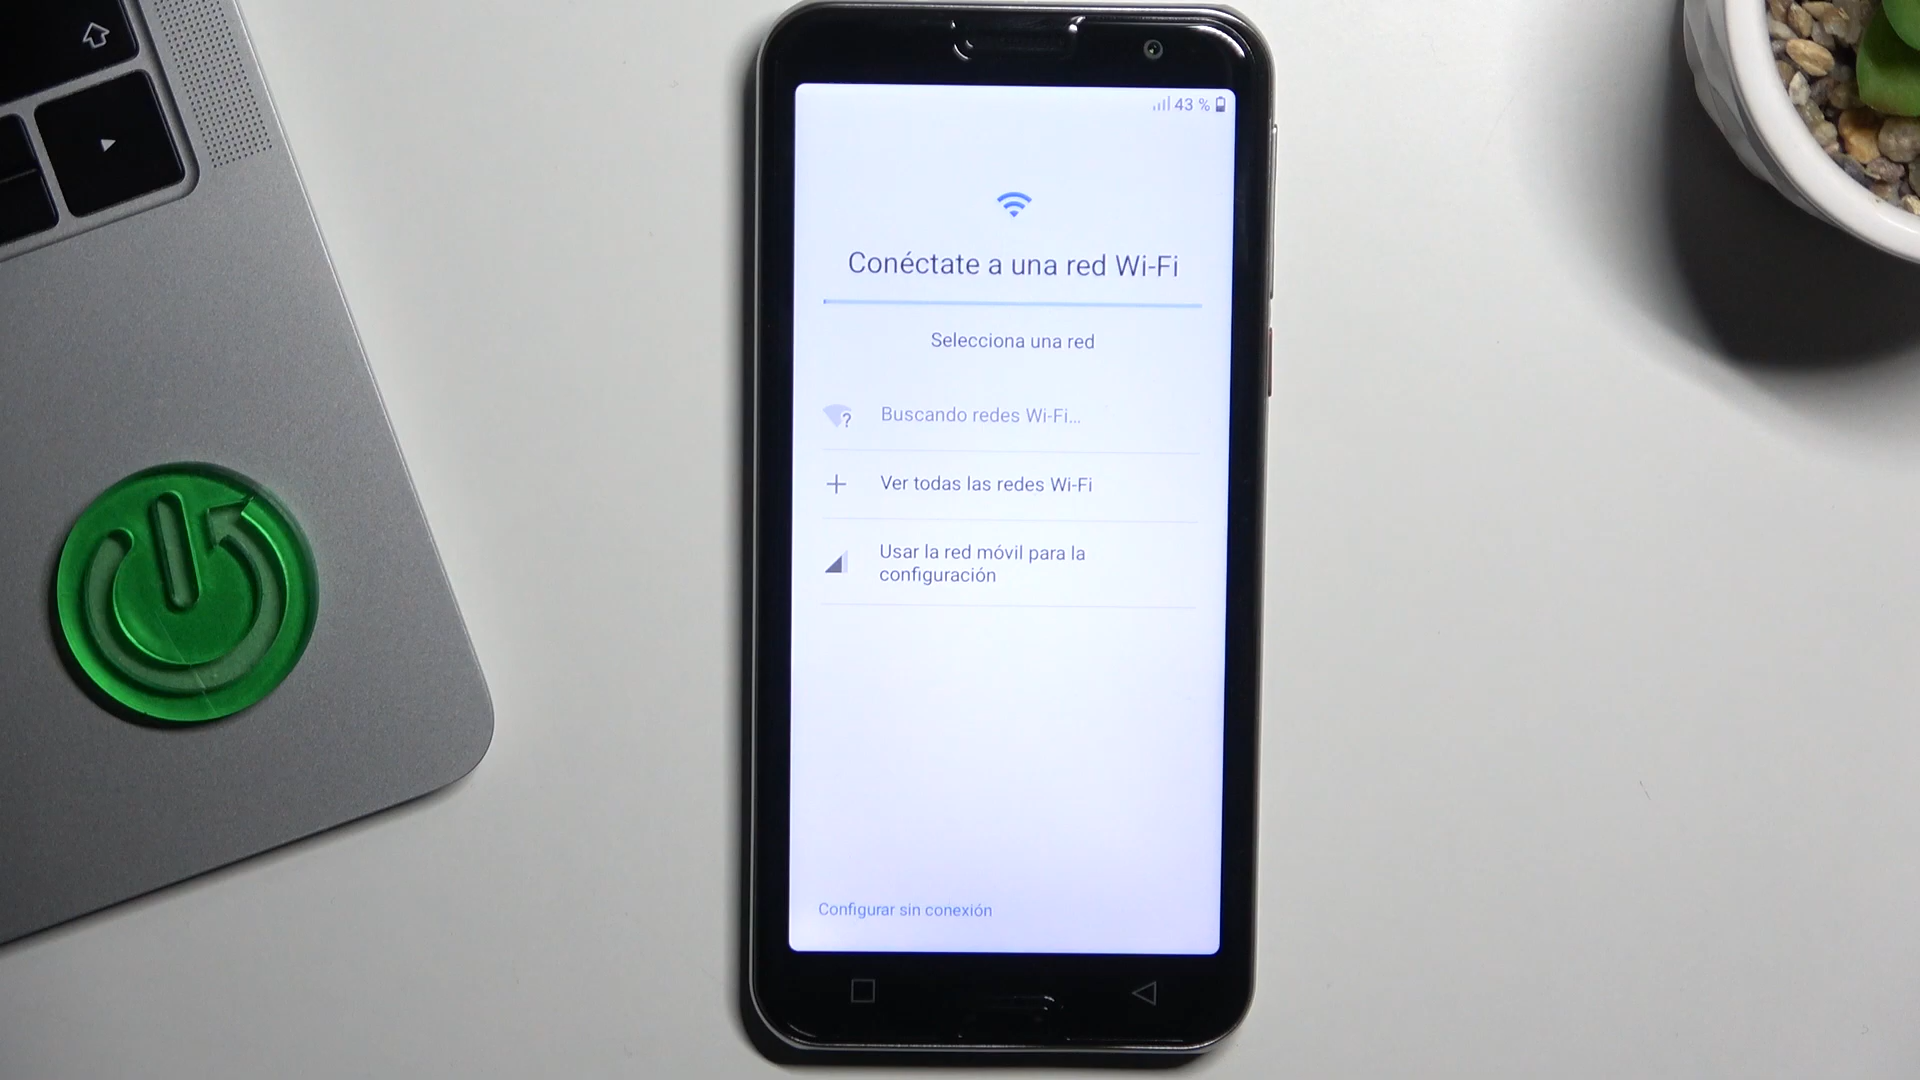 43 %
Conéctate a una red Wi-Fi
Selecciona una red
Buscando redes Wi-Fi...
Ver todas las redes Wi-Fi
Usar la red móvil para la
configuración
Configurar sin conexión